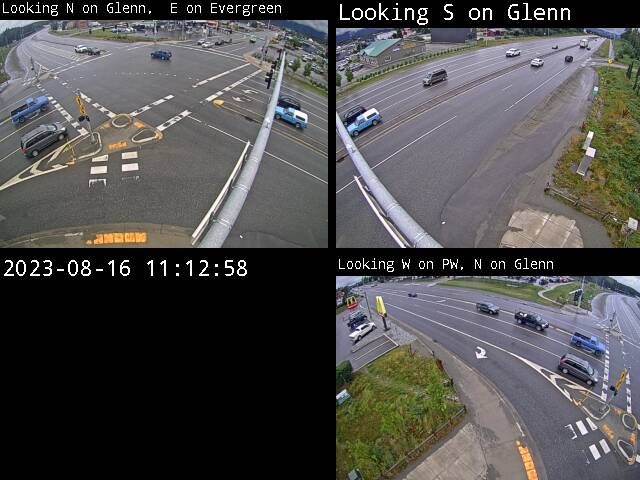 Looking N on Glenn,  E on Evergreen
Looking S on Glenn
2023-08-16 11:12:58
Looking W on PW, N on Glenn